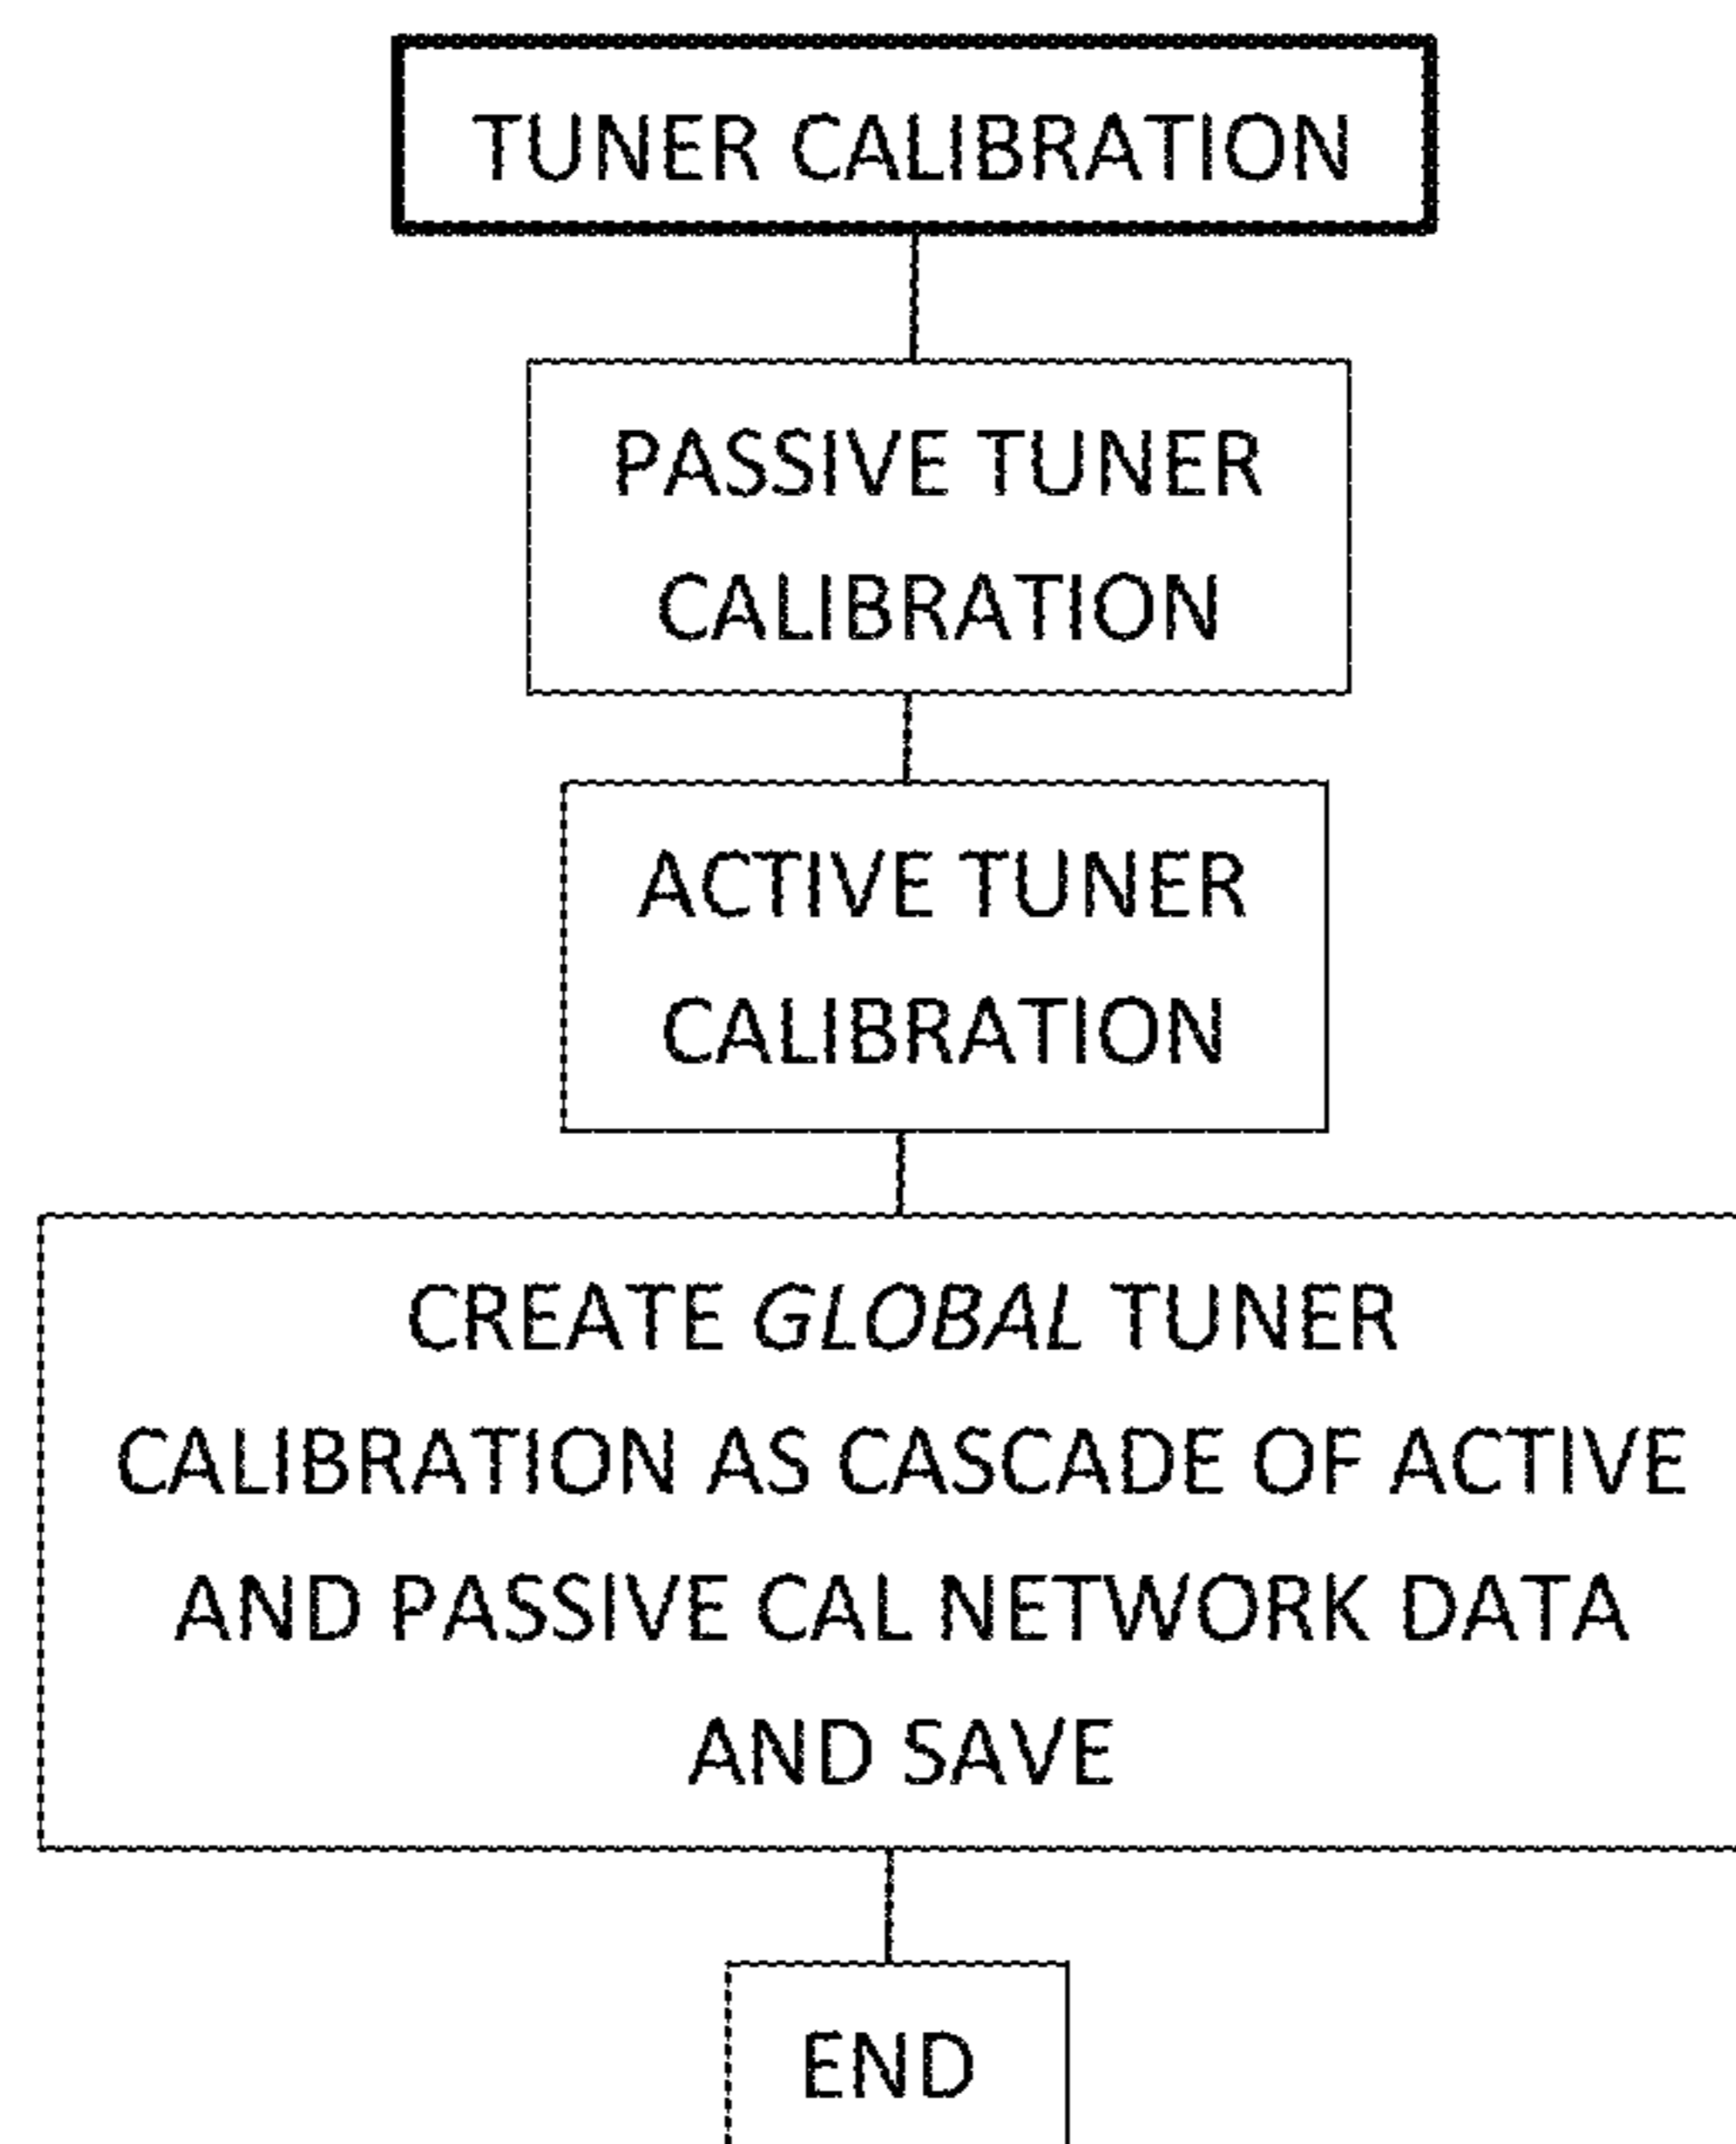 TUNER CALIBRATION
PASSIVE TUNER
CALIBRATION
ACTIVE TUNER
CALIBRATION
CREATE GLOBAL TUNER
CALIBRATION AS CASCADE OF ACTIVE
AND PASSIVE CAL NETWORK DATA
AND SAVE
END